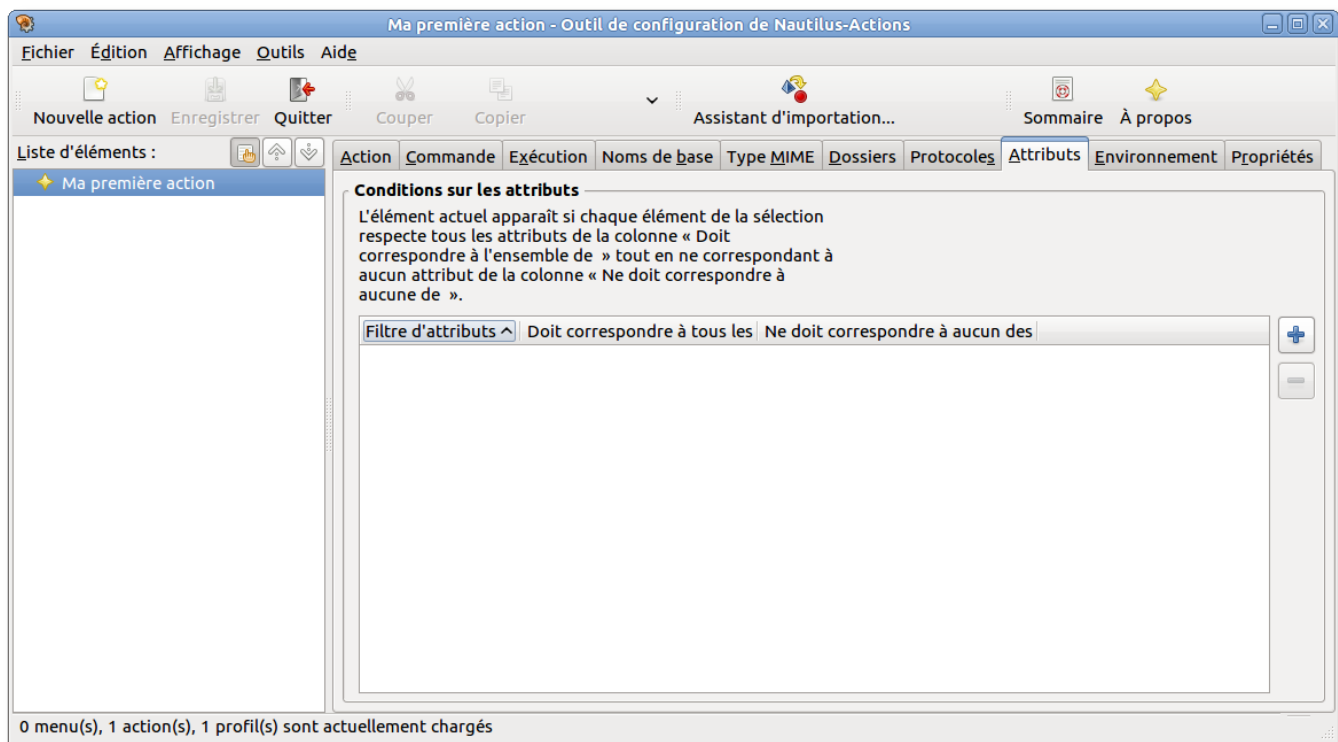 Ma première action - Outil de configuration de Nautilus-Actions
Fichier Édition Affichage Outils Aide
Nouvelle action Enregistrer Quitter Couper Copier Assistant d'importation... Sommaire À propos
Liste d'éléments :
Action Commande Exécution Noms de base Type MIME Dossiers Protocoles Attributs Environnement Propriétés
Ma première action
Conditions sur les attributs
L'élément actuel apparaît si chaque élément de la sélection
respecte tous les attributs de la colonne « Doit
correspondre à l'ensemble de » tout en ne correspondant à
aucun attribut de la colonne « Ne doit correspondre à
aucune de ».
Filtre d'attributs Doit correspondre à tous les Ne doit correspondre à aucun des
0 menu(s), 1 action(s), 1 profil(s) sont actuellement chargés